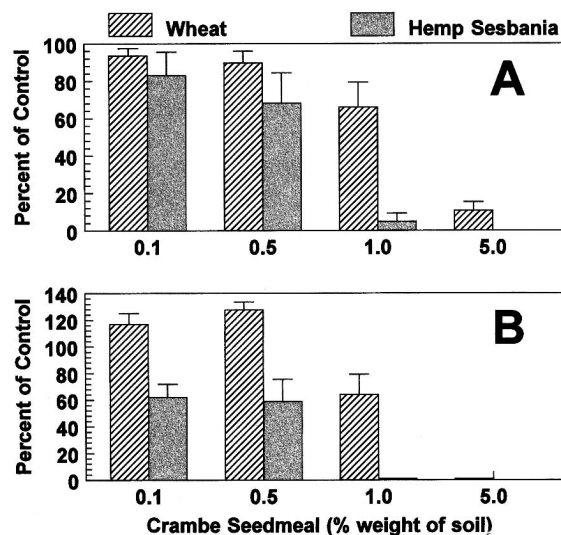 Wheat Hemp Sesbania
A
Percent of Control
100
80
60
40
20
0
0.1 0.5 1.0 5.0
B
Percent of Control
140
120
100
80
60
40
20
0
0.1 0.5 1.0 5.0
Crambe Seedmeal (% weight of soil)